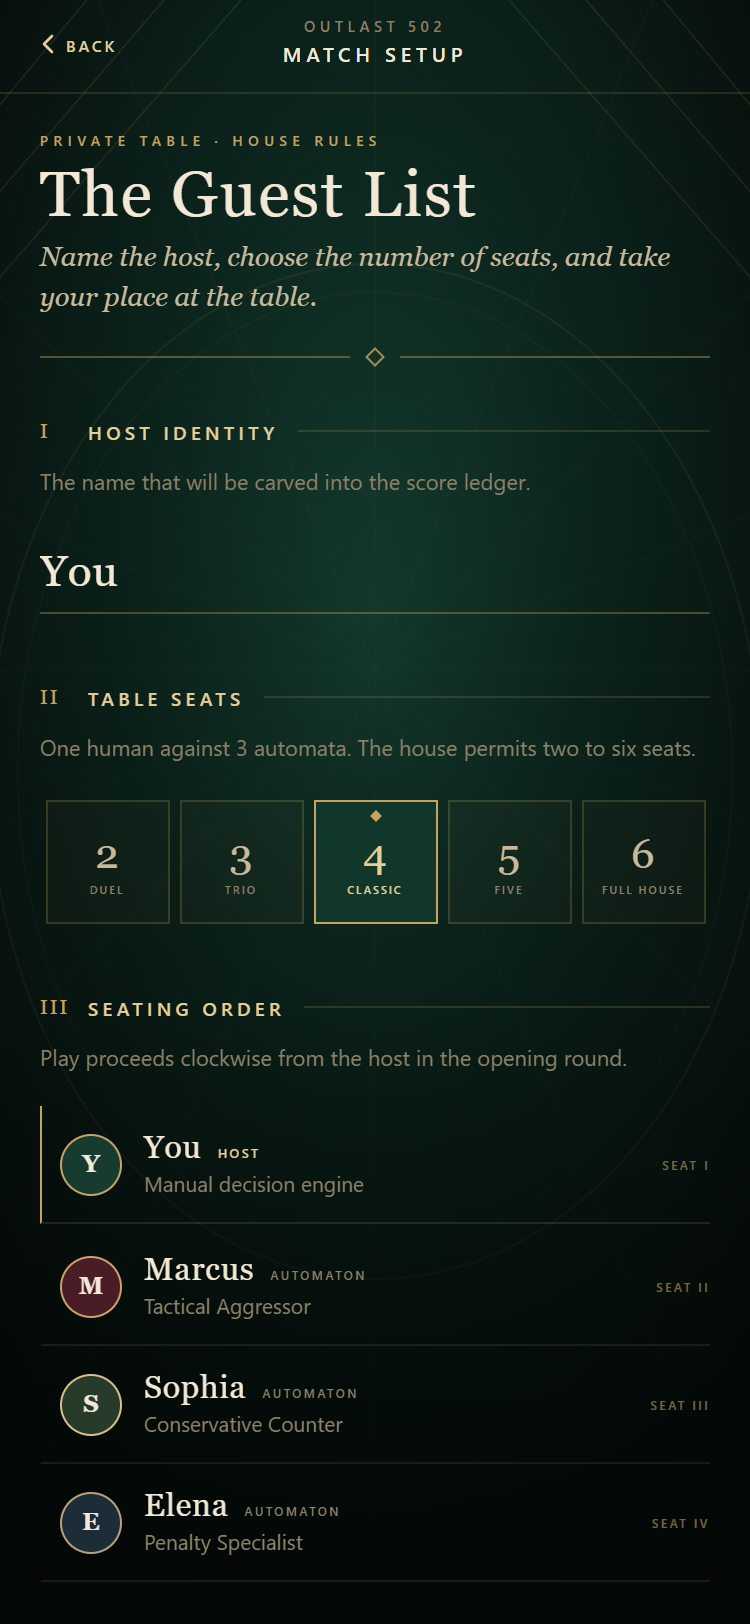 OUTLAST 502
BACK
MATCH SETUP
PRIVATE TABLE · HOUSE RULES
The Guest List
Name the host, choose the number of seats, and take
your place at the table.
I HOST IDENTITY
The name that will be carved into the score ledger.
You
II TABLE SEATS
One human against 3 automata. The house permits two to six seats.
2 3 4 5 6
DUEL TRIO CLASSIC FIVE FULL HOUSE
III SEATING ORDER
Play proceeds clockwise from the host in the opening round.
Y You HOST
Manual decision engine
SEAT I
M Marcus AUTOMATON
Tactical Aggressor
SEAT II
S Sophia AUTOMATON
Conservative Counter
SEAT III
E Elena AUTOMATON
Penalty Specialist
SEAT IV